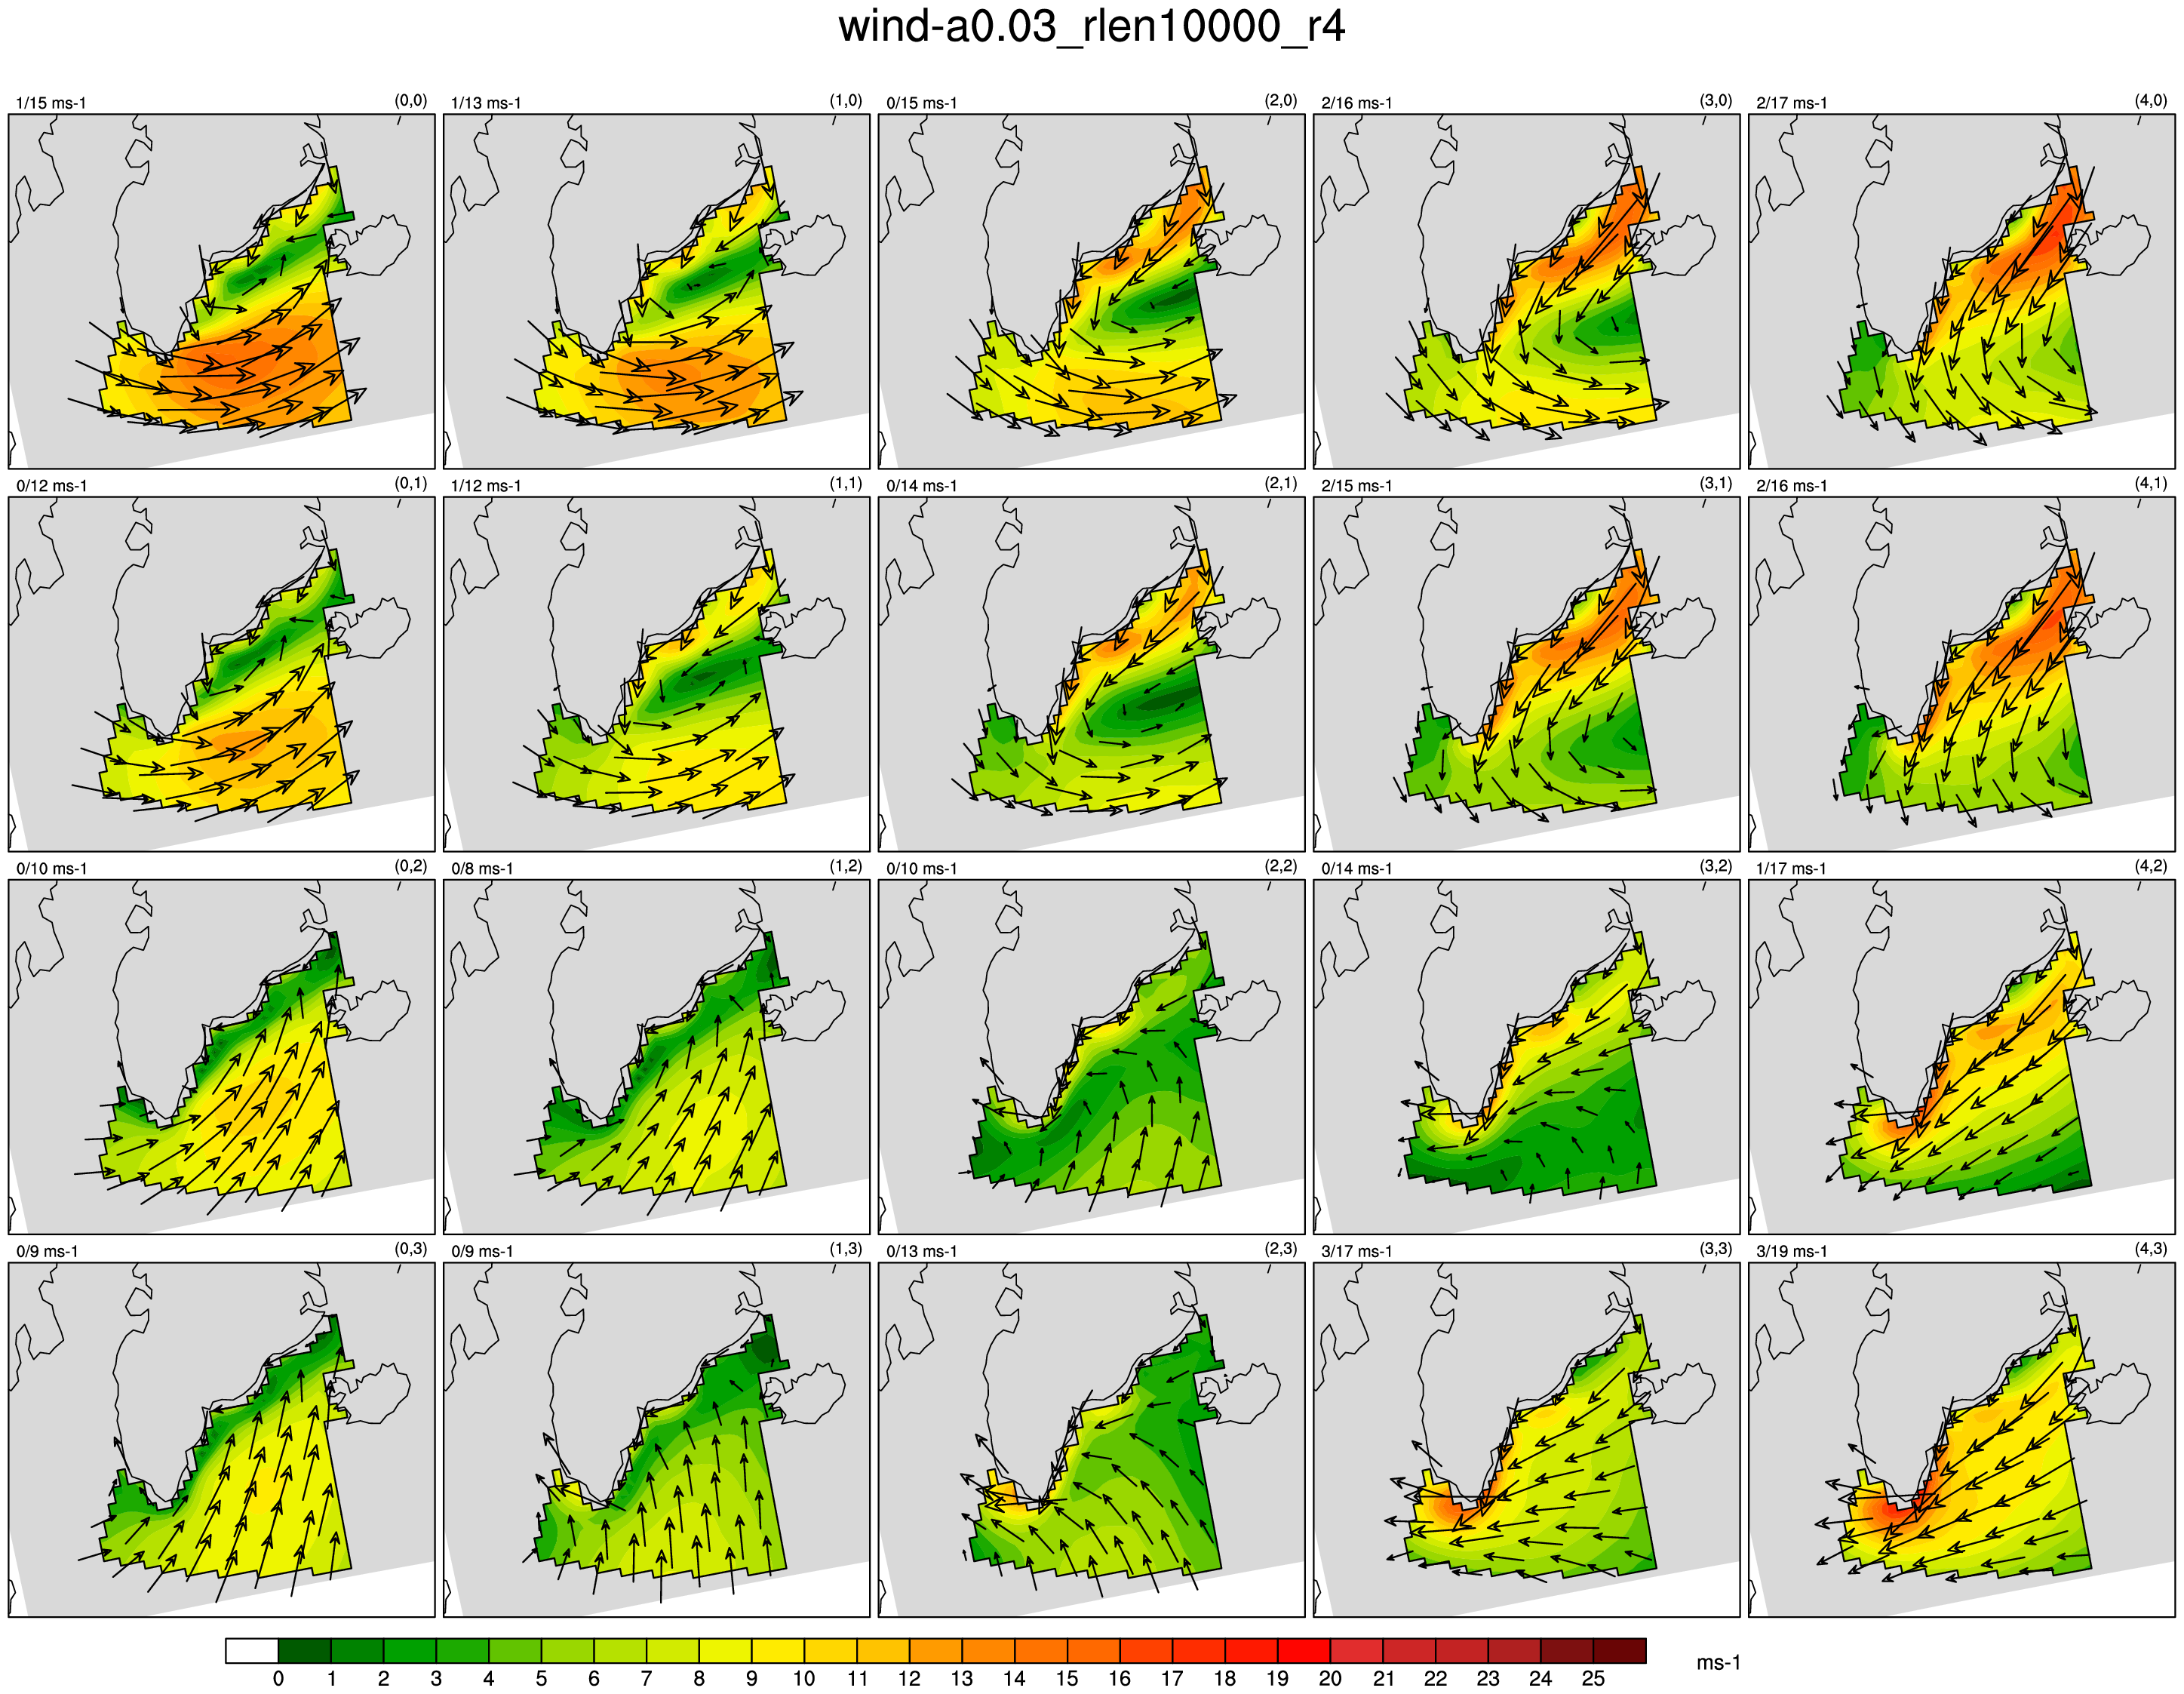 wind-a0.03_rlen10000_r4
1/15 ms-1 (0,0) 1/13 ms-1 (1,0) 0/15 ms-1 (2,0) 2/16 ms-1 (3,0) 2/17 ms-1 (4,0)
0/12 ms-1 (0,1) 1/12 ms-1 (1,1) 0/14 ms-1 (2,1) 2/15 ms-1 (3,1) 2/16 ms-1 (4,1)
0/10 ms-1 (0,2) 0/8 ms-1 (1,2) 0/10 ms-1 (2,2) 0/14 ms-1 (3,2) 1/17 ms-1 (4,2)
0/9 ms-1 (0,3) 0/9 ms-1 (1,3) 0/13 ms-1 (2,3) 3/17 ms-1 (3,3) 3/19 ms-1 (4,3)
0 1 2 3 4 5 6 7 8 9 10 11 12 13 14 15 16 17 18 19 20 21 22 23 24 25 ms-1